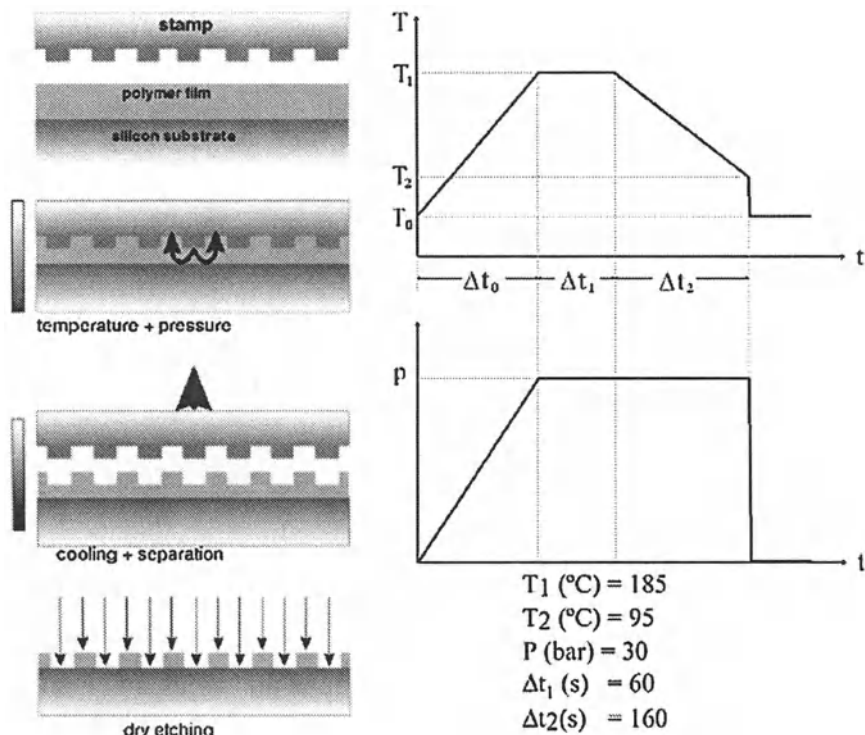 stamp
polymer film
silicon substrate
temperature + pressure
cooling + separation
dry etching
T
T₁
T₂
T₀
t
Δt₀
Δt₁
Δt₂
p
t
T1 (ºC) = 185
T2 (ºC) = 95
P (bar) = 30
Δt1 (s) = 60
Δt2(s) = 160